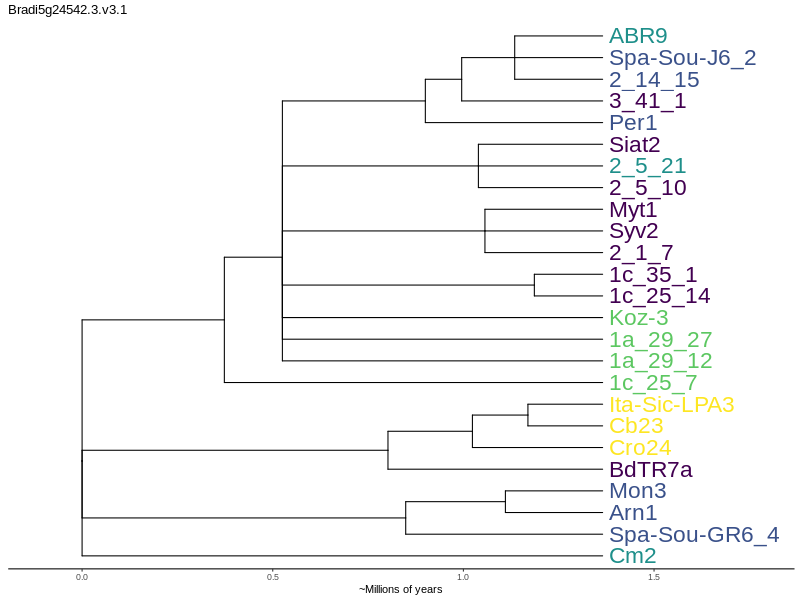 Bradi5g24542.3.v3.1
ABR9
Spa-Sou-J6_2
2_14_15
3_41_1
Per1
Siat2
2_5_21
2_5_10
Myt1
Syv2
2_1_7
1c_35_1
1c_25_14
Koz-3
1a_29_27
1a_29_12
1c_25_7
Ita-Sic-LPA3
Cb23
Cro24
BdTR7a
Mon3
Arn1
Spa-Sou-GR6_4
Cm2
0.0 0.5 1.0 1.5
~Millions of years